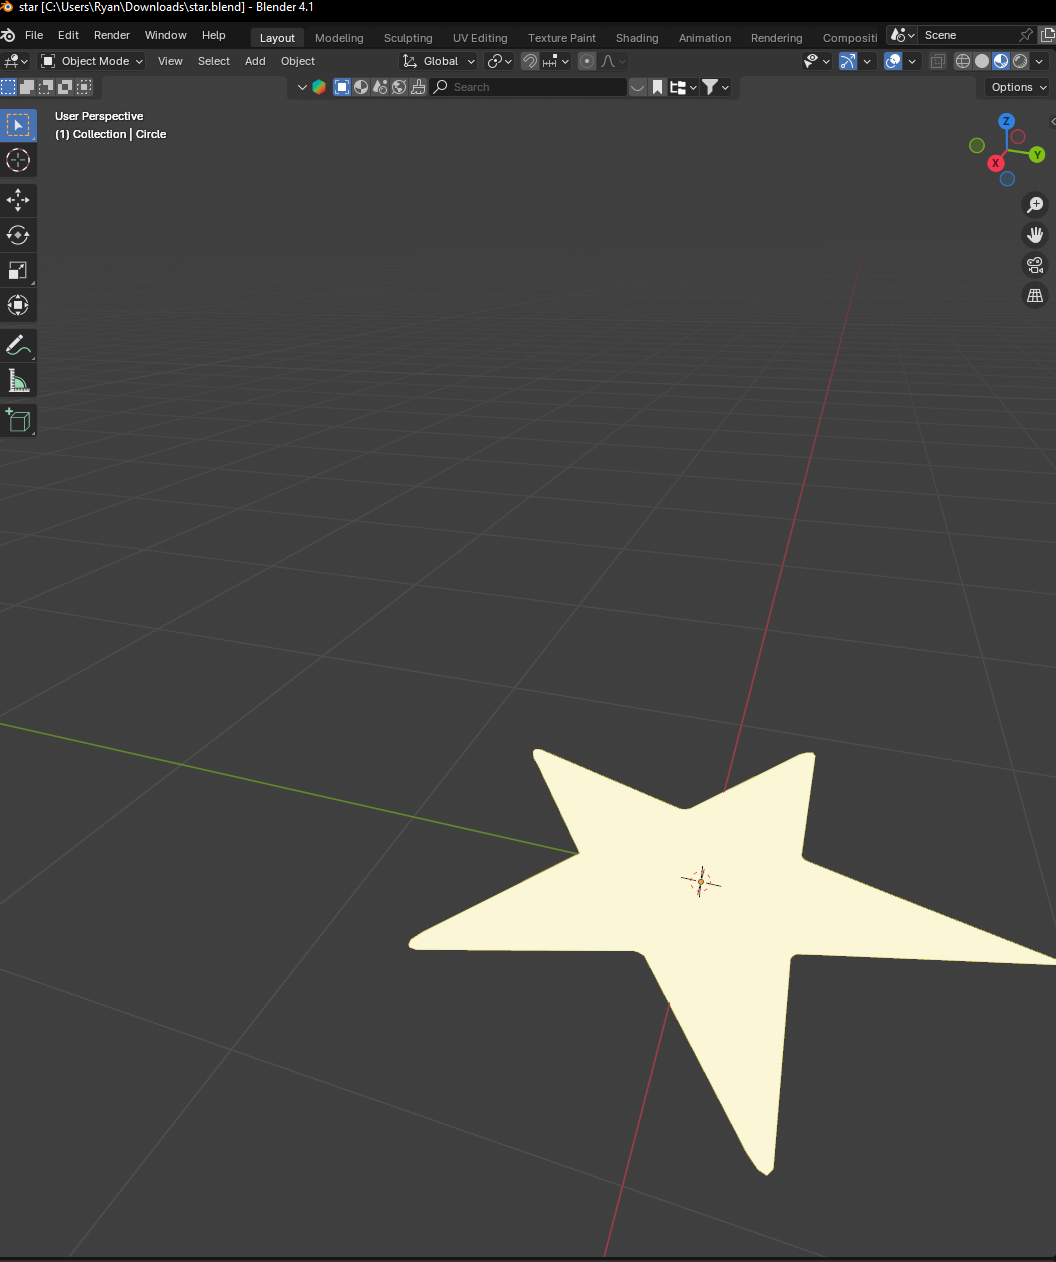 star [C:\Users\Ryan\Downloads\star.blend] - Blender 4.1
File Edit Render Window Help Layout Modeling Sculpting UV Editing Texture Paint Shading Animation Rendering Compositi Scene
Object Mode View Select Add Object Global
Search Options
User Perspective
(1) Collection | Circle
Z
Y
X